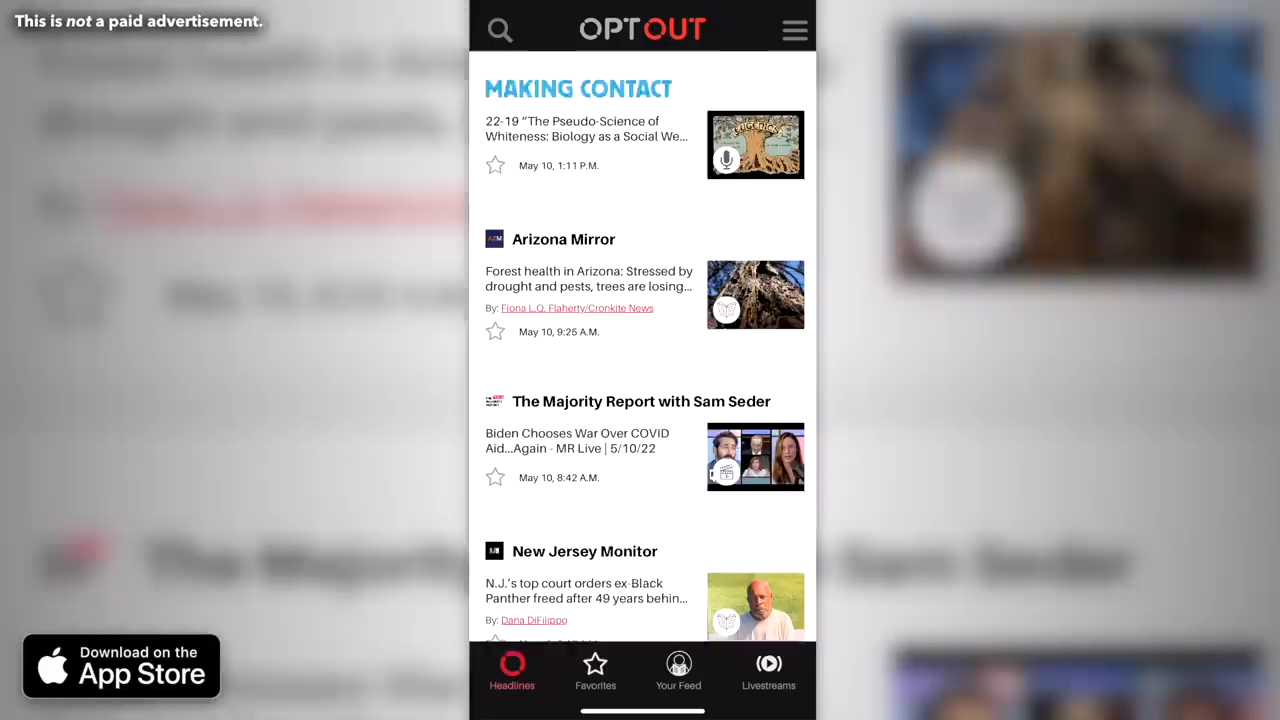 This is not a paid advertisement.
OPTOUT
MAKING CONTACT
22-19 “The Pseudo-Science of
Whiteness: Biology as a Social We...
May 10, 1:11 P.M.
Arizona Mirror
Forest health in Arizona: Stressed by
drought and pests, trees are losing...
By: Fiona L.Q. Flaherty/Cronkite News
May 10, 9:25 A.M.
The Majority Report with Sam Seder
Biden Chooses War Over COVID
Aid...Again - MR Live | 5/10/22
May 10, 8:42 A.M.
New Jersey Monitor
N.J.'s top court orders ex-Black
Panther freed after 49 years behin...
By: Dana DiFilippo
Headlines
Favorites
Your Feed
Livestreams
Download on the
App Store